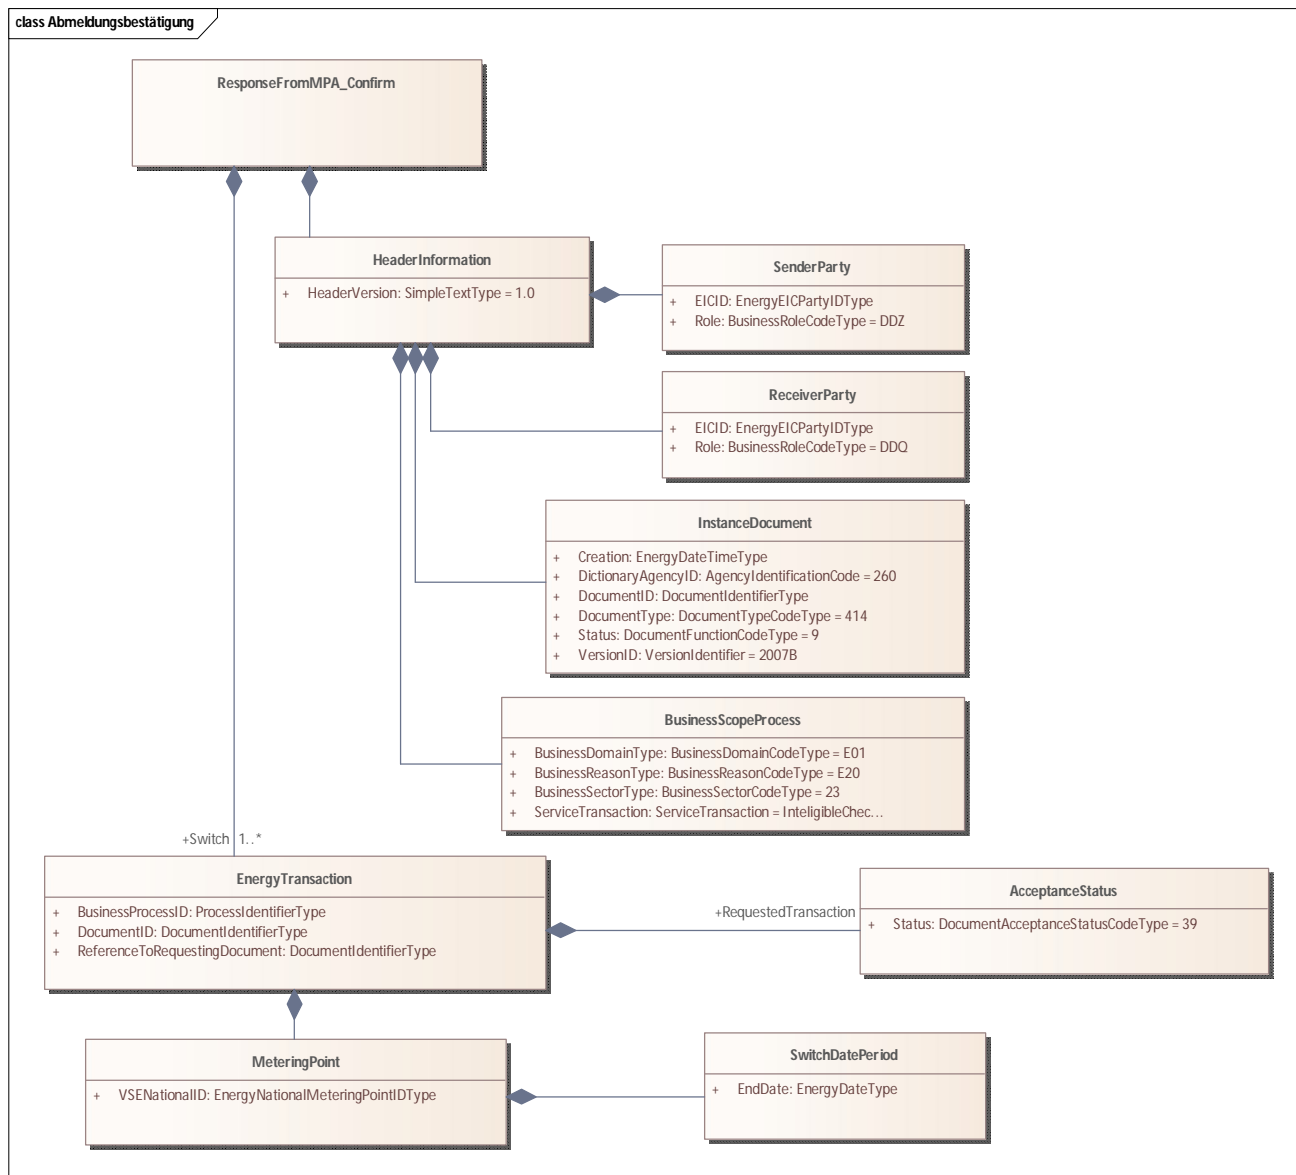 class Abmeldungsbestätigung
ResponseFromMPA_Confirm
HeaderInformation
+ HeaderVersion: SimpleTextType = 1.0
SenderParty
+ EICID: EnergyEICPartyIDType
+ Role: BusinessRoleCodeType = DDZ
ReceiverParty
+ EICID: EnergyEICPartyIDType
+ Role: BusinessRoleCodeType = DDQ
InstanceDocument
+ Creation: EnergyDateTimeType
+ DictionaryAgencyID: AgencyIdentificationCode = 260
+ DocumentID: DocumentIdentifierType
+ DocumentType: DocumentTypeCodeType = 414
+ Status: DocumentFunctionCodeType = 9
+ VersionID: VersionIdentifier = 2007B
BusinessScopeProcess
+ BusinessDomainType: BusinessDomainCodeType = E01
+ BusinessReasonType: BusinessReasonCodeType = E20
+ BusinessSectorType: BusinessSectorCodeType = 23
+ ServiceTransaction: ServiceTransaction = InteligibleChec...
+Switch 1..*
EnergyTransaction
+ BusinessProcessID: ProcessIdentifierType
+ DocumentID: DocumentIdentifierType
+ ReferenceToRequestingDocument: DocumentIdentifierType
+RequestedTransaction
AcceptanceStatus
+ Status: DocumentAcceptanceStatusCodeType = 39
MeteringPoint
+ VSENationalID: EnergyNationalMeteringPointIDType
SwitchDatePeriod
+ EndDate: EnergyDateType